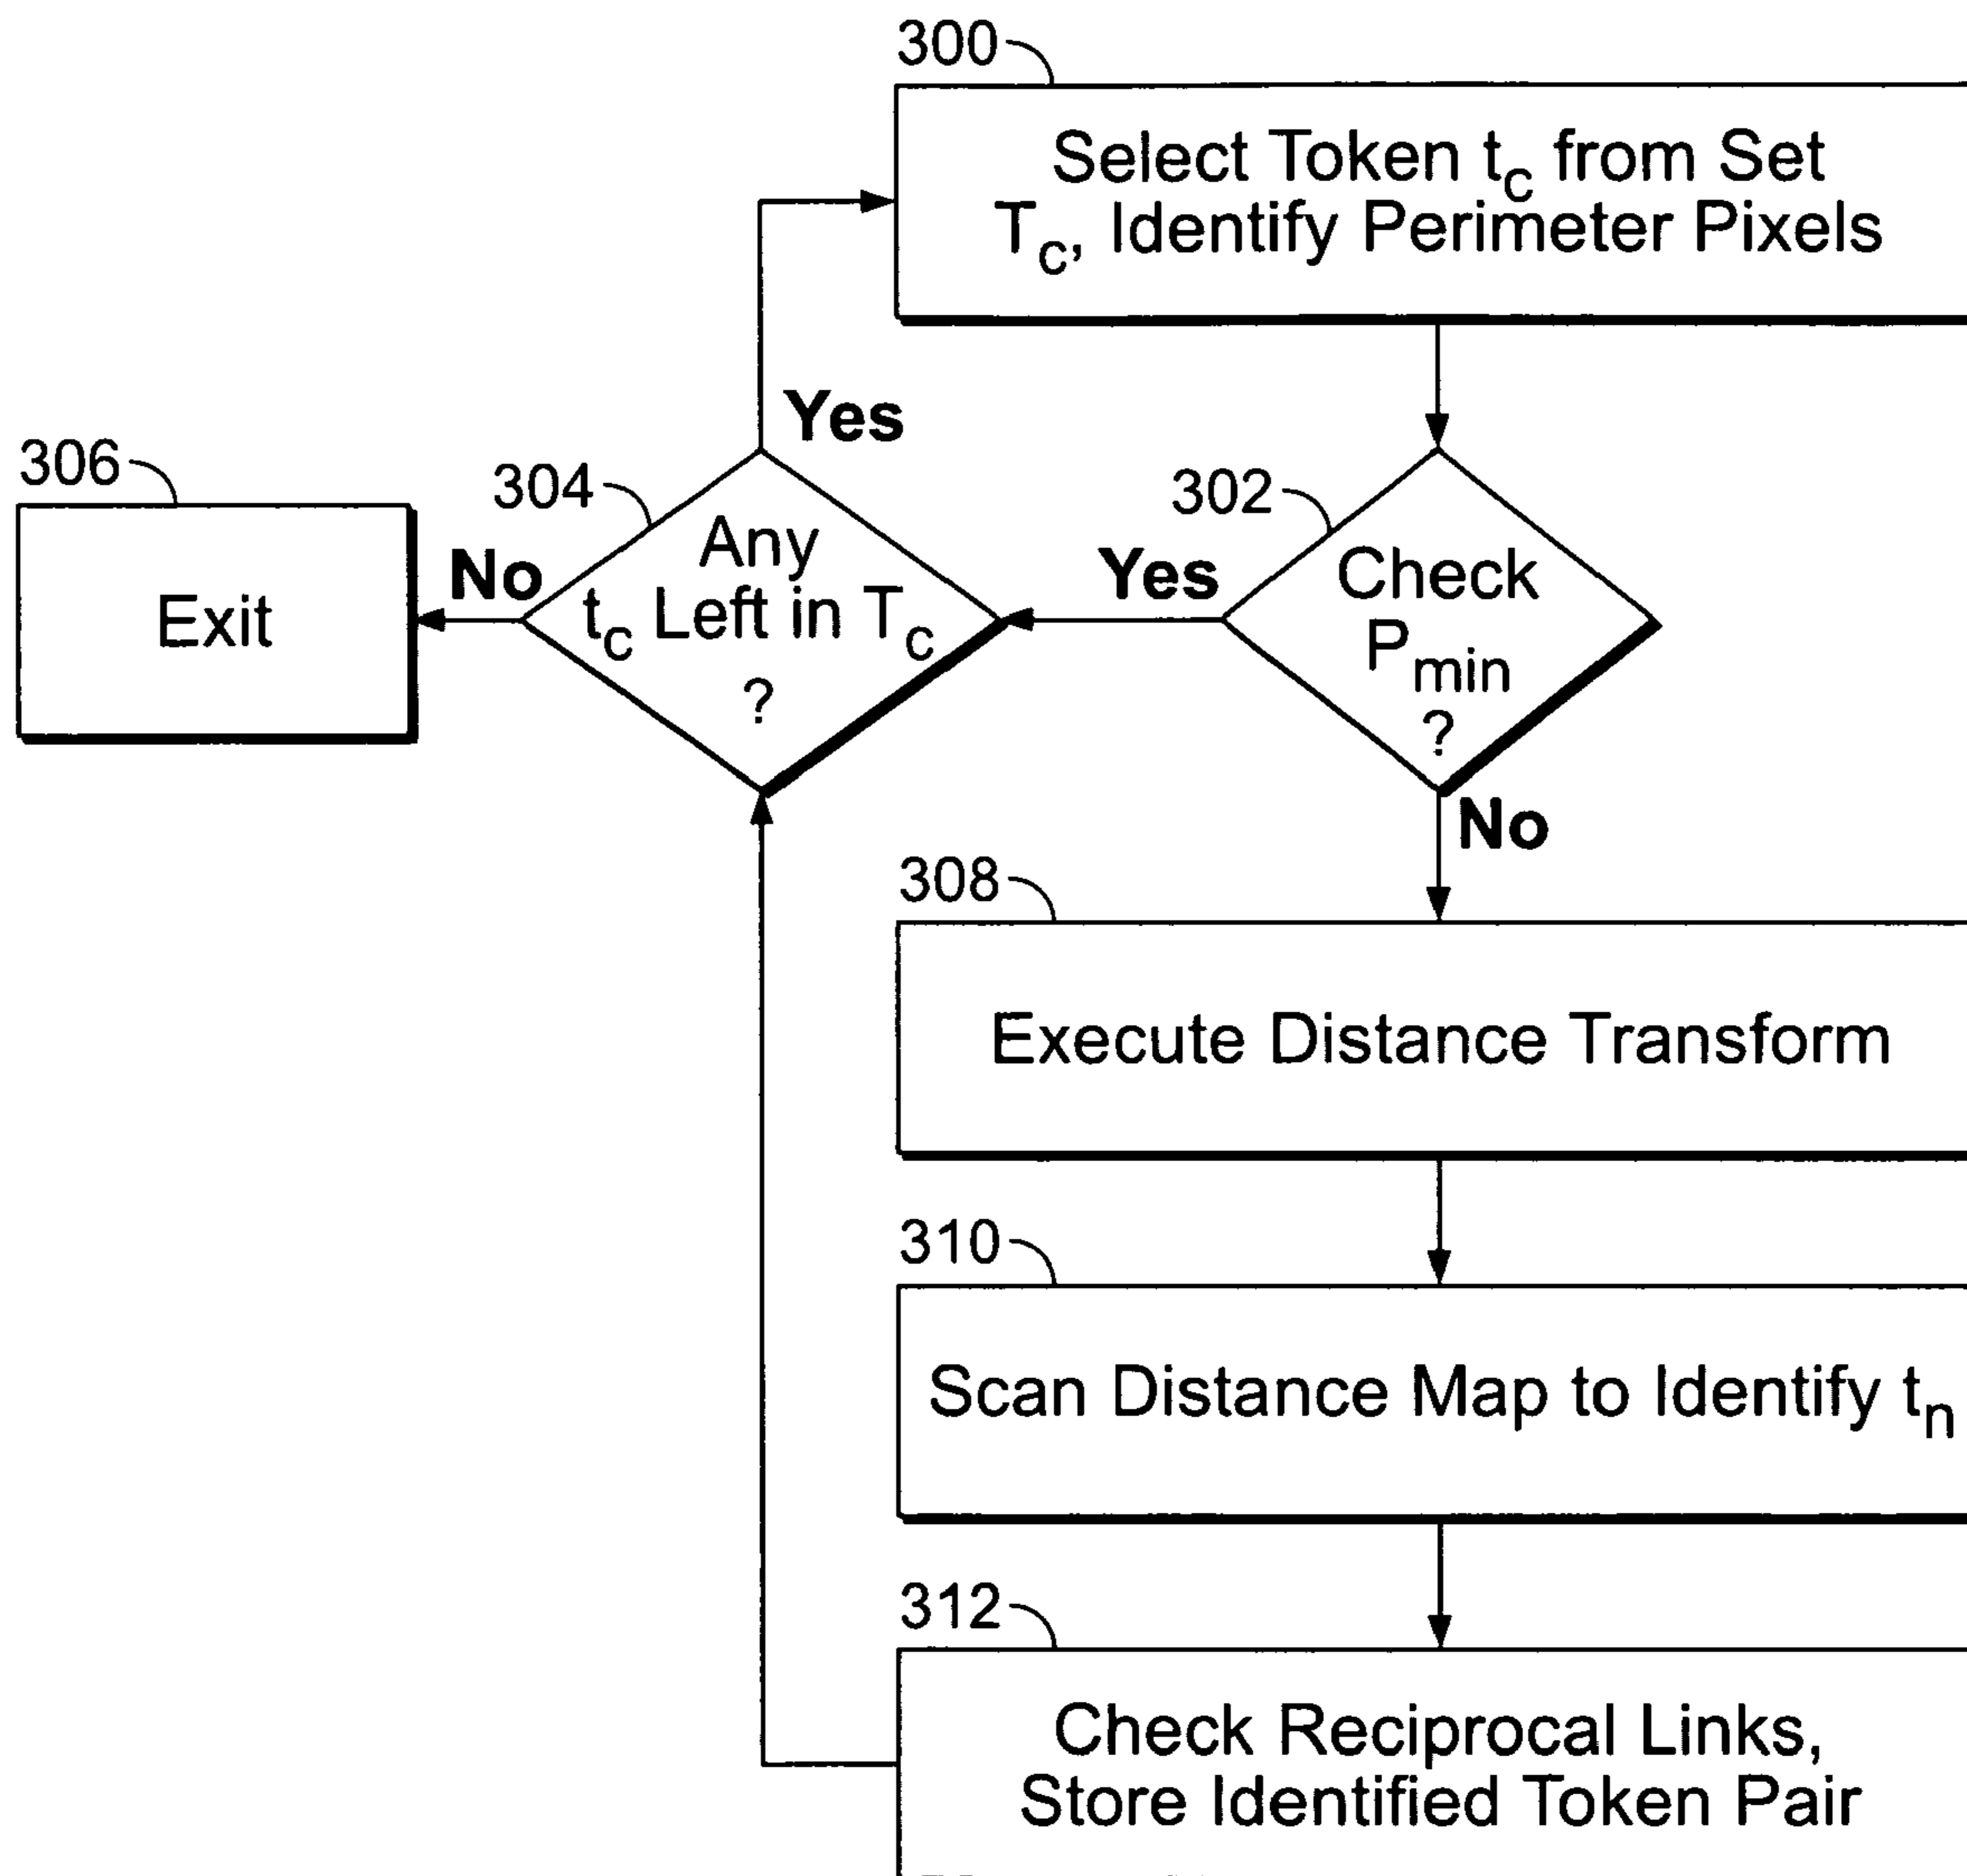 300
Select Token tc from Set
Tc, Identify Perimeter Pixels
Yes
306
304
302
Exit
No
Any
tc Left in Tc
?
Yes
Check
Pmin
?
No
308
Execute Distance Transform
310
Scan Distance Map to Identify tn
312
Check Reciprocal Links,
Store Identified Token Pair